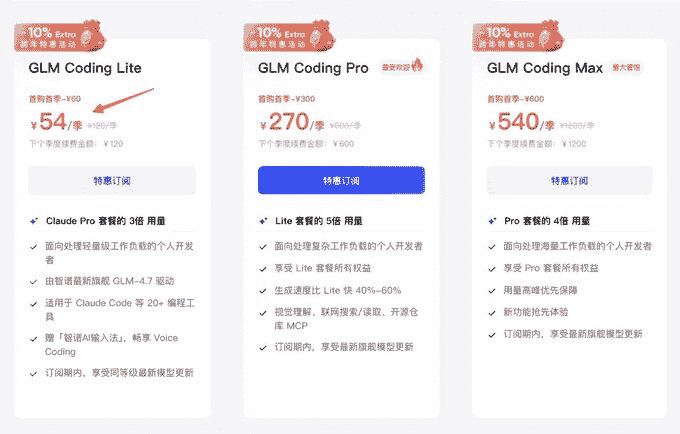 -10% Extra
跨年特惠活动
GLM Coding Lite
首购首季-¥60
¥54/季 ¥120/季
下个季度续费金额：¥120
特惠订阅
Claude Pro 套餐的 3倍 用量
面向处理轻量级工作负载的个人开发
者
由智谱最新旗舰 GLM-4.7 驱动
适用于 Claude Code 等 20+ 编程工
具
赠「智谱AI输入法」，畅享 Voice
Coding
订阅期内，享受同等级最新模型更新
-10% Extra
跨年特惠活动
GLM Coding Pro 最受欢迎
首购首季-¥300
¥270/季 ¥600/季
下个季度续费金额：¥600
特惠订阅
Lite 套餐的 5倍 用量
面向处理复杂工作负载的个人开发者
享受 Lite 套餐所有权益
生成速度比 Lite 快 40%-60%
视觉理解、联网搜索/读取、开源仓
库 MCP
订阅期内，享受最新旗舰模型更新
-10% Extra
跨年特惠活动
GLM Coding Max 量大管饱
首购首季-¥600
¥540/季 ¥1200/季
下个季度续费金额：¥1200
特惠订阅
Pro 套餐的 4倍 用量
面向处理海量工作负载的个人开发者
享受 Pro 套餐所有权益
用量高峰优先保障
新功能抢先体验
订阅期内，享受最新旗舰模型更新